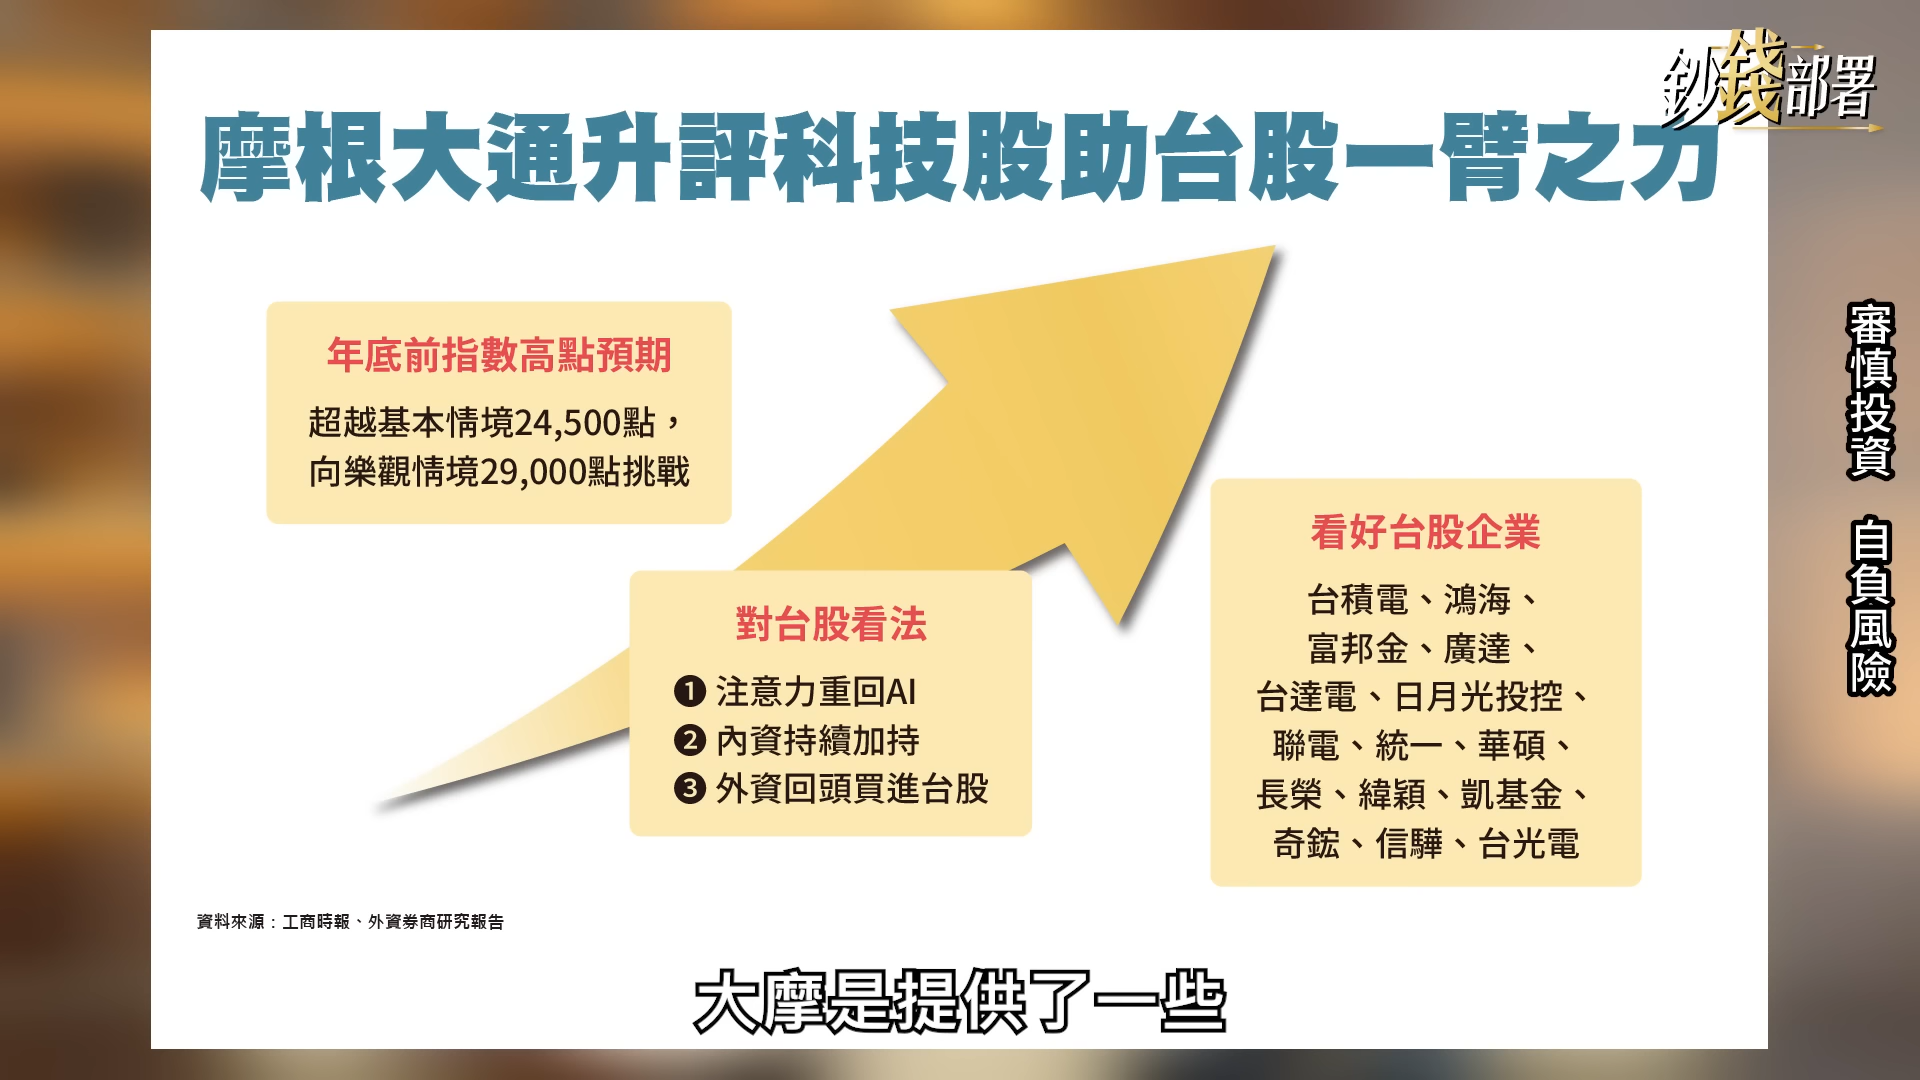 鈔錢部署
摩根大通升評科技股助台股一臂之力
年底前指數高點預期
超越基本情境24,500點，
向樂觀情境29,000點挑戰
對台股看法
❶ 注意力重回AI
❷ 內資持續加持
❸ 外資回頭買進台股
看好台股企業
台積電、鴻海、
富邦金、廣達、
台達電、日月光投控、
聯電、統一、華碩、
長榮、緯穎、凱基金、
奇鋐、信驊、台光電
審慎投資 自負風險
資料來源：工商時報、外資券商研究報告
大摩是提供了一些